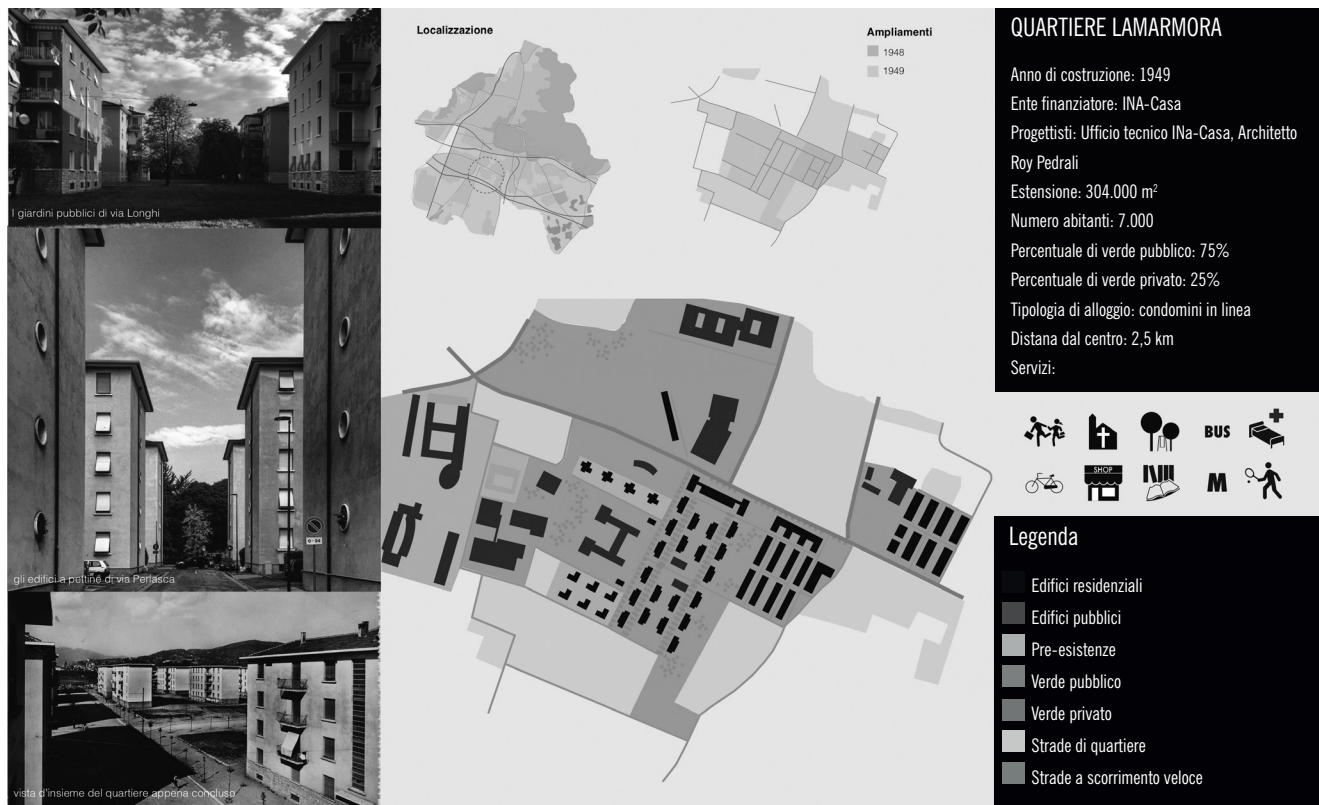 I giardini pubblici di via Longhi
gli edifici a pettine di via Perlasca
vista d'insieme del quartiere appena concluso
Localizzazione
Ampliamenti
1948
1949
QUARTIERE LAMARMORA
Anno di costruzione: 1949
Ente finanziatore: INA-Casa
Progettisti: Ufficio tecnico INa-Casa, Architetto
Roy Pedrali
Estensione: 304.000 m²
Numero abitanti: 7.000
Percentuale di verde pubblico: 75%
Percentuale di verde privato: 25%
Tipologia di alloggio: condomini in linea
Distana dal centro: 2,5 km
Servizi:
BUS
SHOP
M
Legenda
Edifici residenziali
Edifici pubblici
Pre-esistenze
Verde pubblico
Verde privato
Strade di quartiere
Strade a scorrimento veloce